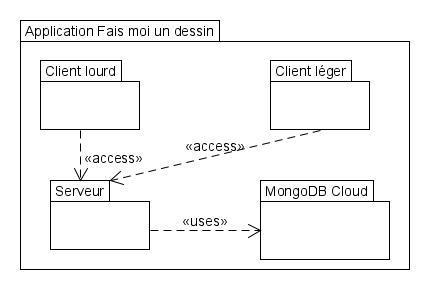 Application Fais moi un dessin
Client lourd
Client léger
«access»
«access»
Serveur
MongoDB Cloud
«uses»